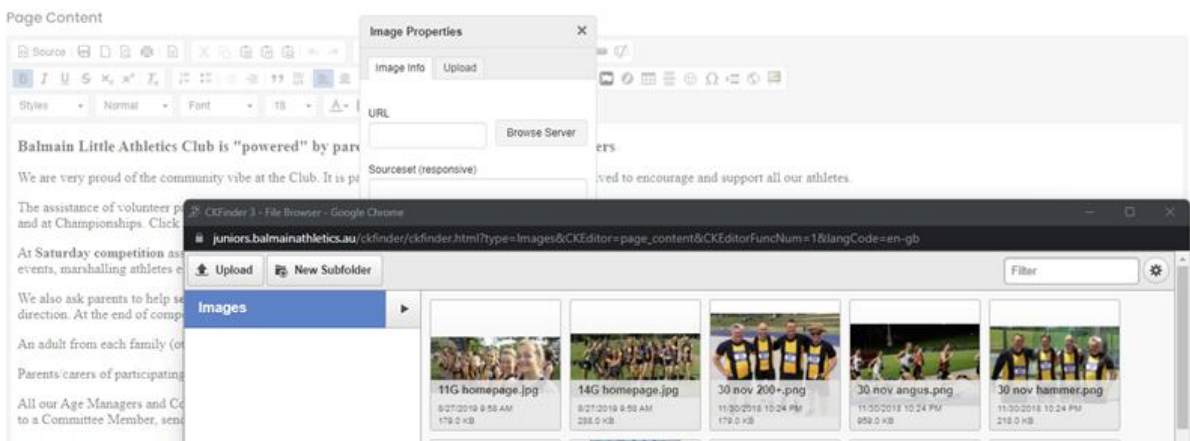 Page Content
Image Properties
Source
Image Info Upload
Styles Normal Font 18
URL
Browse Server
Balmain Little Athletics Club is "powered" by
ers
Sourceset (responsive)
We are very proud of the community vibe at the Club. It is
ved to encourage and support all our athletes.
The assistance of volunteer
CKFinder 3 - File Browser - Google Chrome
and at Championships. Click
juniors.balmainathletics.au/ckfinder/ckfinder.html?type=Images&CKEditor=page_content&CKEditorFuncNum=1&langCode=en-gb
At Saturday competition
events, marshalling athletes
Upload New Subfolder Filter
We also ask parents to help
direction. At the end of
Images
An adult from each family
Parents/carers of participating
All our Age Managers and
to a Committee Member,
11G homepage.jpg 14G homepage.jpg 30 nov 200+.png 30 nov angus.png 30 nov hammer.png
8/27/2019 9:58 AM 8/27/2019 9:58 AM 11/30/2018 10:24 PM 11/30/2018 10:24 PM 11/30/2018 10:24 PM
179.0 KB 288.0 KB 179.0 KB 959.0 KB 218.0 KB